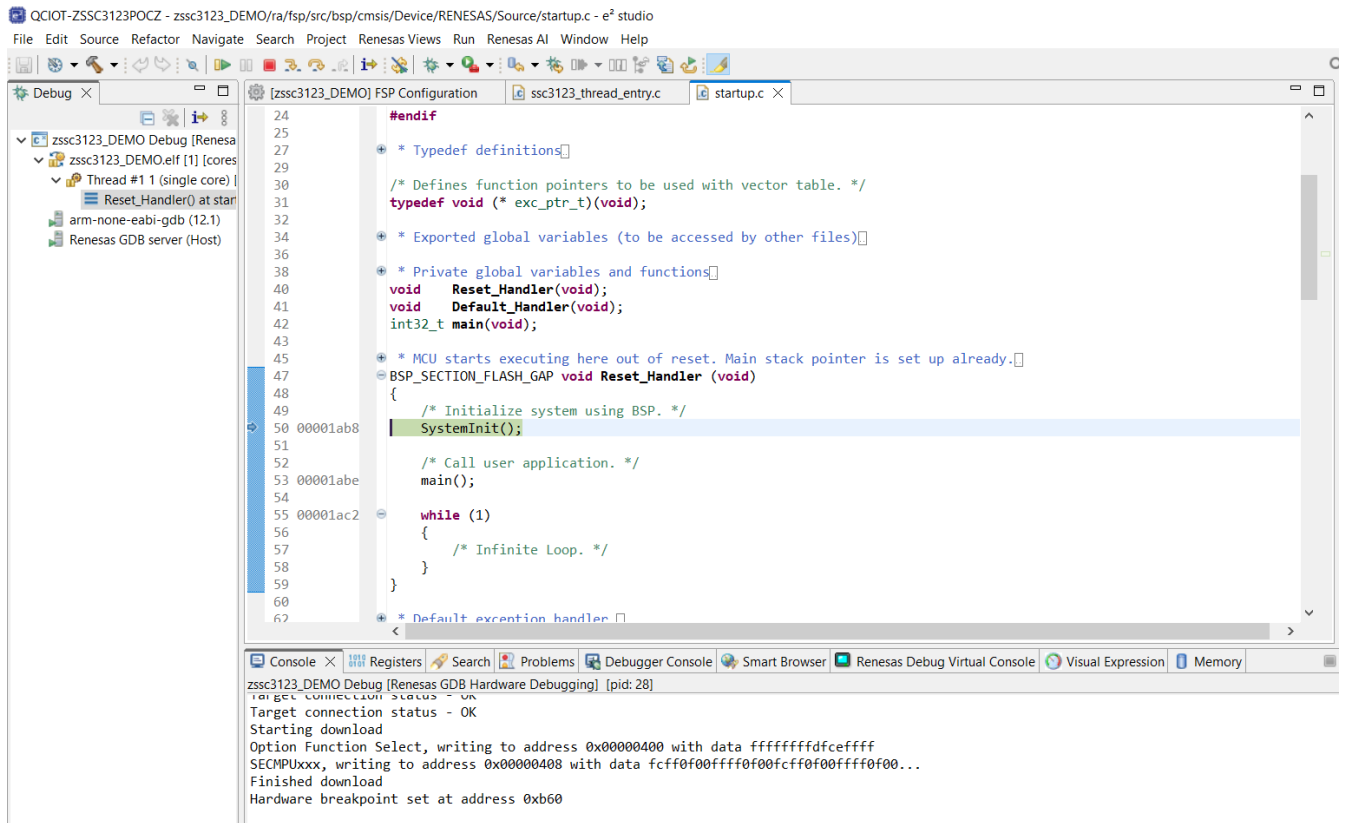 QCIOT-ZSSC3123POCZ - zssc3123_DEMO/ra/fsp/src/bsp/cmsis/Device/RENESAS/Source/startup.c - e² studio
File Edit Source Refactor Navigate Search Project Renesas Views Run Renesas AI Window Help
Debug
zssc3123_DEMO Debug [Renesa
zssc3123_DEMO.elf [1] [cores
Thread #1 1 (single core) [
Reset_Handler() at star
arm-none-eabi-gdb (12.1)
Renesas GDB server (Host)
[zssc3123_DEMO] FSP Configuration ssc3123_thread_entry.c startup.c
24 #endif
25
27 * Typedef definitions
29
30 /* Defines function pointers to be used with vector table. */
31 typedef void (* exc_ptr_t)(void);
32
34 * Exported global variables (to be accessed by other files)
36
38 * Private global variables and functions
40 void Reset_Handler(void);
41 void Default_Handler(void);
42 int32_t main(void);
43
45 * MCU starts executing here out of reset. Main stack pointer is set up already.
47 BSP_SECTION_FLASH_GAP void Reset_Handler (void)
48 {
49 /* Initialize system using BSP. */
50 00001ab8 SystemInit();
51
52 /* Call user application. */
53 00001abe main();
54
55 00001ac2 while (1)
56 {
57 /* Infinite Loop. */
58 }
59 }
60
62 * Default exception handler.
Console Registers Search Problems Debugger Console Smart Browser Renesas Debug Virtual Console Visual Expression Memory
zssc3123_DEMO Debug [Renesas GDB Hardware Debugging] [pid: 28]
Target connection status - OK
Target connection status - OK
Starting download
Option Function Select, writing to address 0x00000400 with data ffffffffdfceffff
SECMPUxxx, writing to address 0x00000408 with data fcff0f00ffff0f00fcff0f00ffff0f00...
Finished download
Hardware breakpoint set at address 0xb60